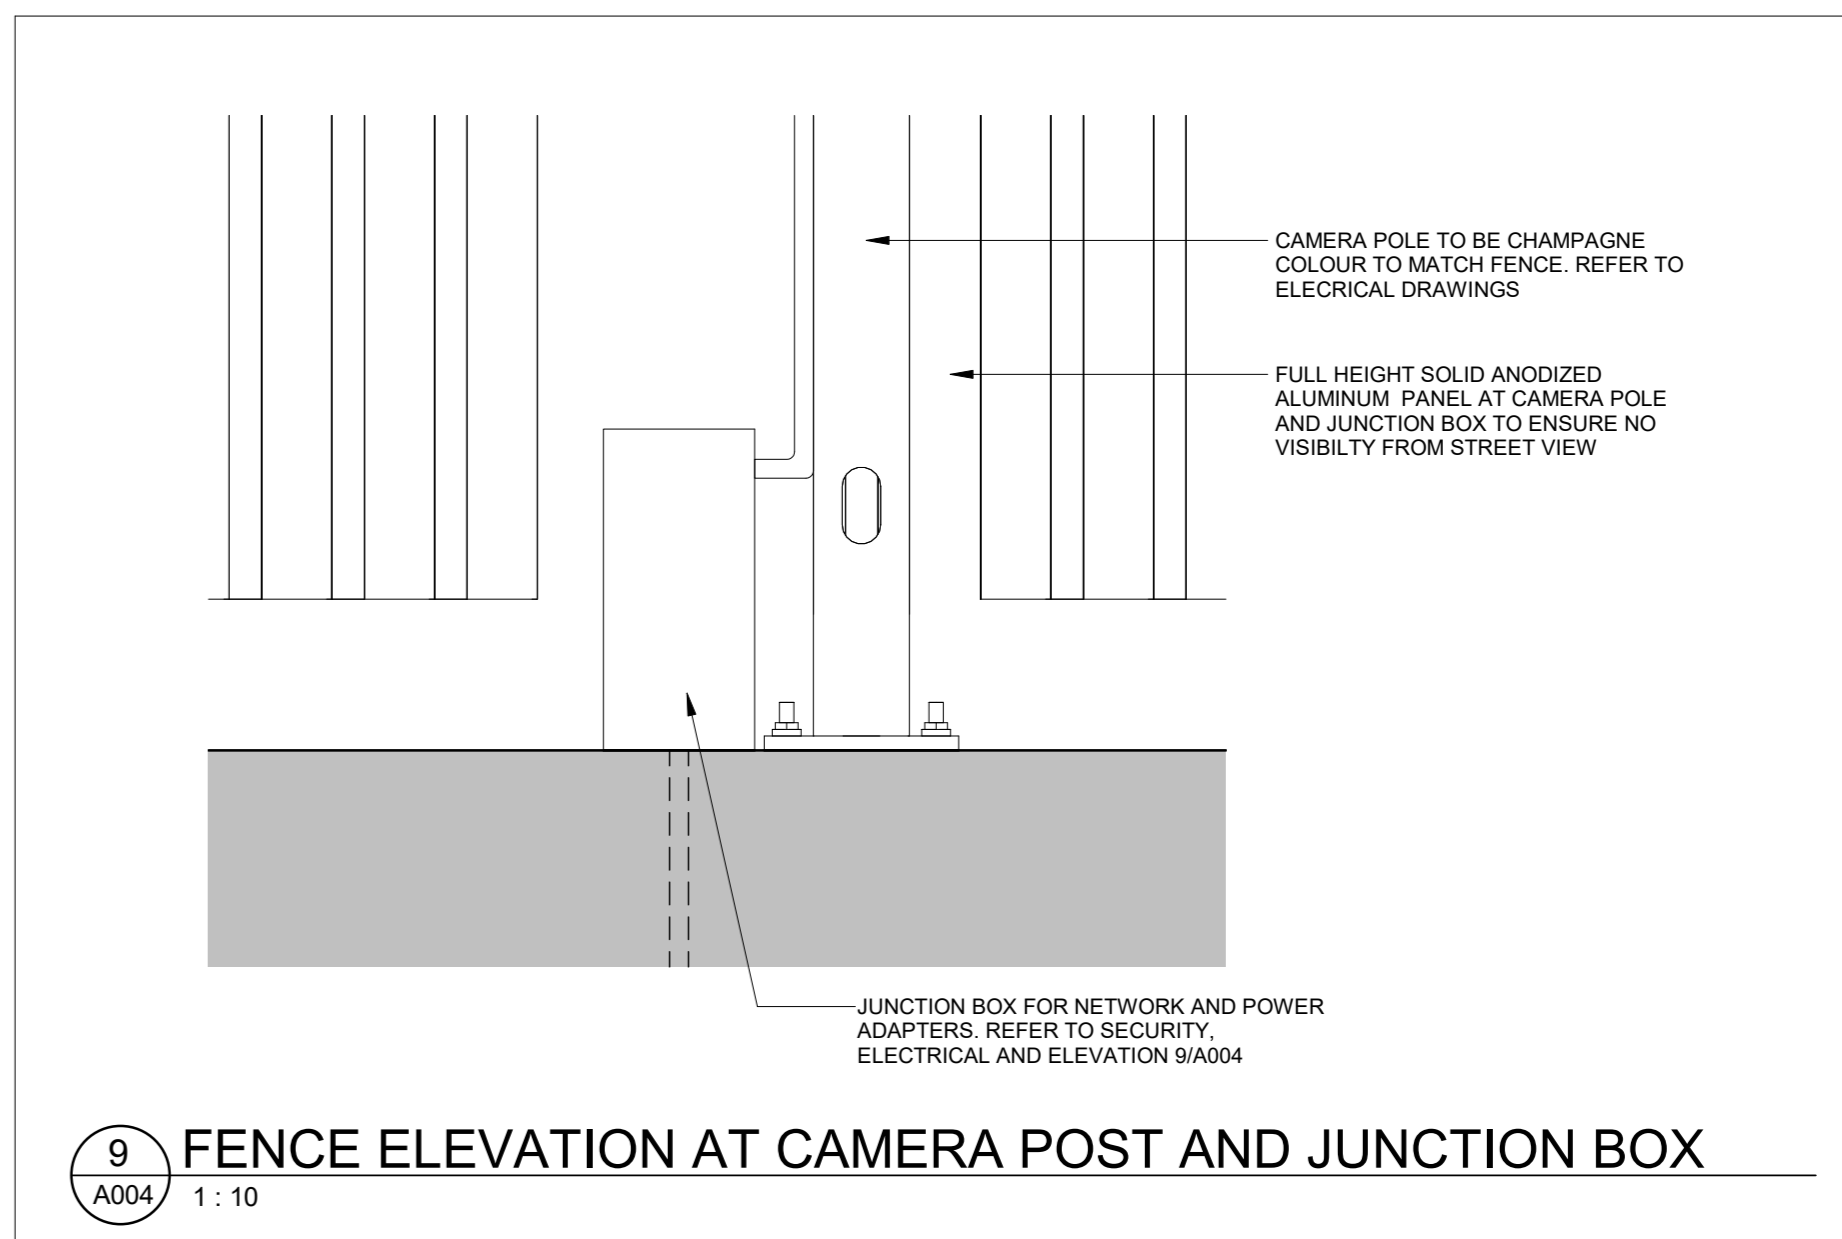 CAMERA POLE TO BE CHAMPAGNE
COLOUR TO MATCH FENCE. REFER TO
ELECRICAL DRAWINGS
FULL HEIGHT SOLID ANODIZED
ALUMINUM  PANEL AT CAMERA POLE
AND JUNCTION BOX TO ENSURE NO
VISIBILTY FROM STREET VIEW
JUNCTION BOX FOR NETWORK AND POWER
ADAPTERS. REFER TO SECURITY,
ELECTRICAL AND ELEVATION 9/A004
9
FENCE ELEVATION AT CAMERA POST AND JUNCTION BOX
A004
1 : 10